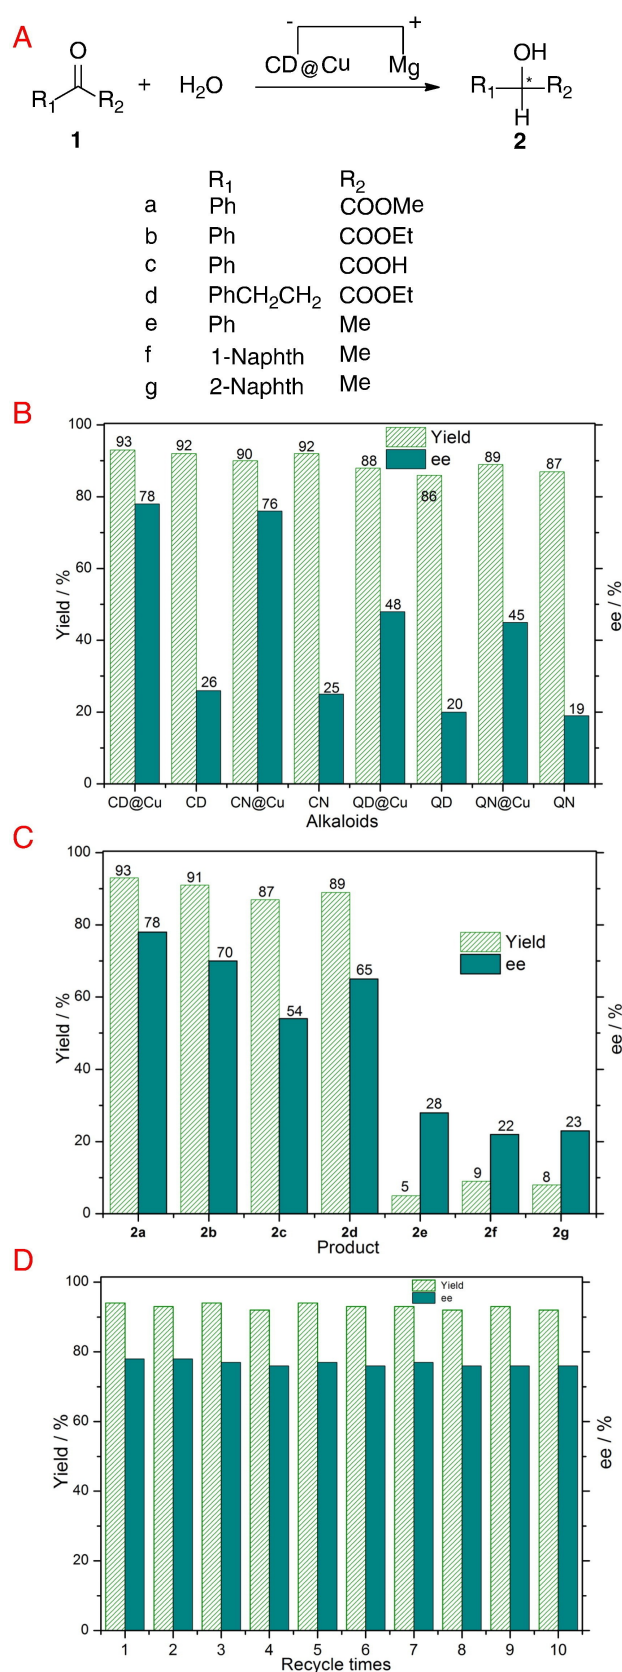 A
- +
CD@Cu Mg
O
R1 R2
1
+ H2O
OH
R1 * R2
H
2
R1 R2
a Ph COOMe
b Ph COOEt
c Ph COOH
d PhCH2CH2 COOEt
e Ph Me
f 1-Naphth Me
g 2-Naphth Me
B
Yield
ee
100
80
60
40
20
0
Yield / %
ee / %
93 78 92 26 90 76 92 25 88 48 86 20 89 45 87 19
CD@Cu CD CN@Cu CN QD@Cu QD QN@Cu QN
Alkaloids
C
Yield
ee
100
80
60
40
20
0
Yield / %
ee / %
93 78 91 70 87 54 89 65 5 28 9 22 8 23
2a 2b 2c 2d 2e 2f 2g
Product
D
Yield
ee
100
80
60
40
20
0
Yield / %
ee / %
1 2 3 4 5 6 7 8 9 10
Recycle times